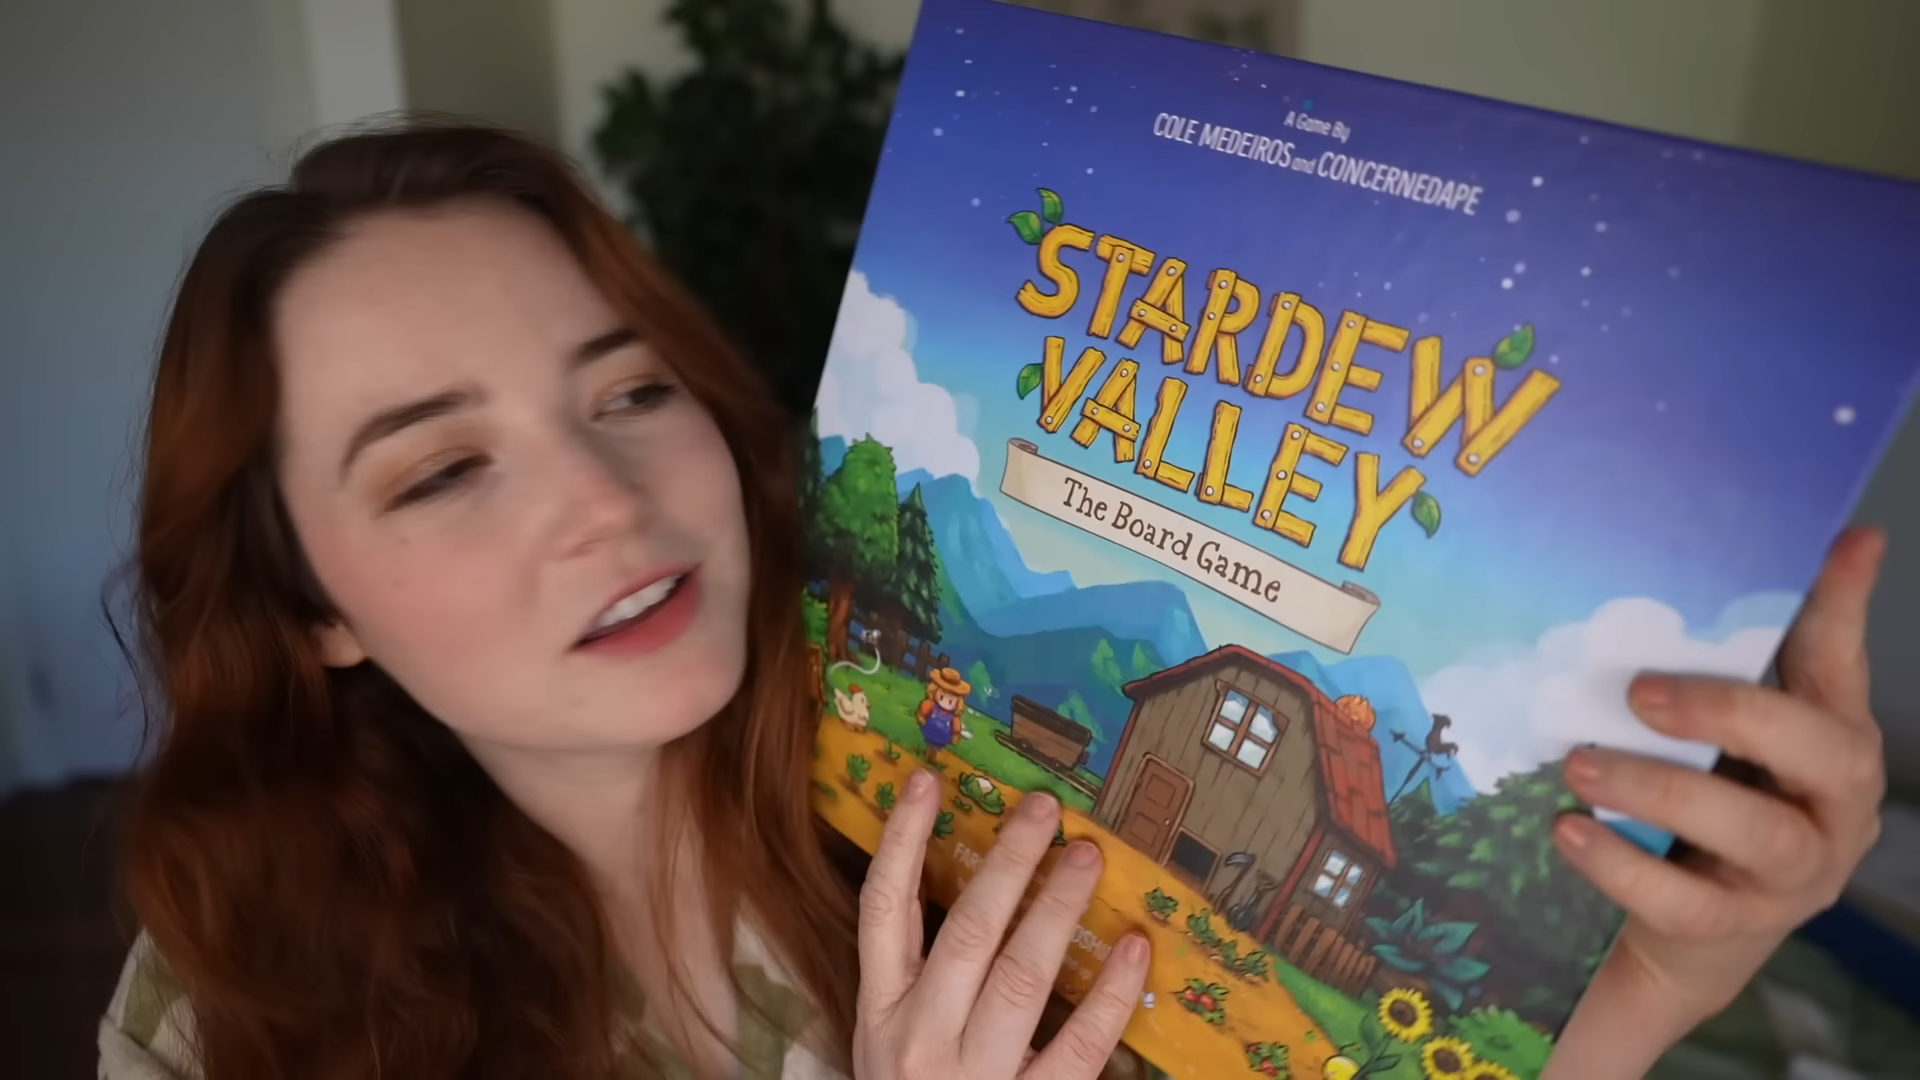 A Game By
COLE MEDEIROS and CONCERNEDAPE
STARDEW
VALLEY
The Board Game